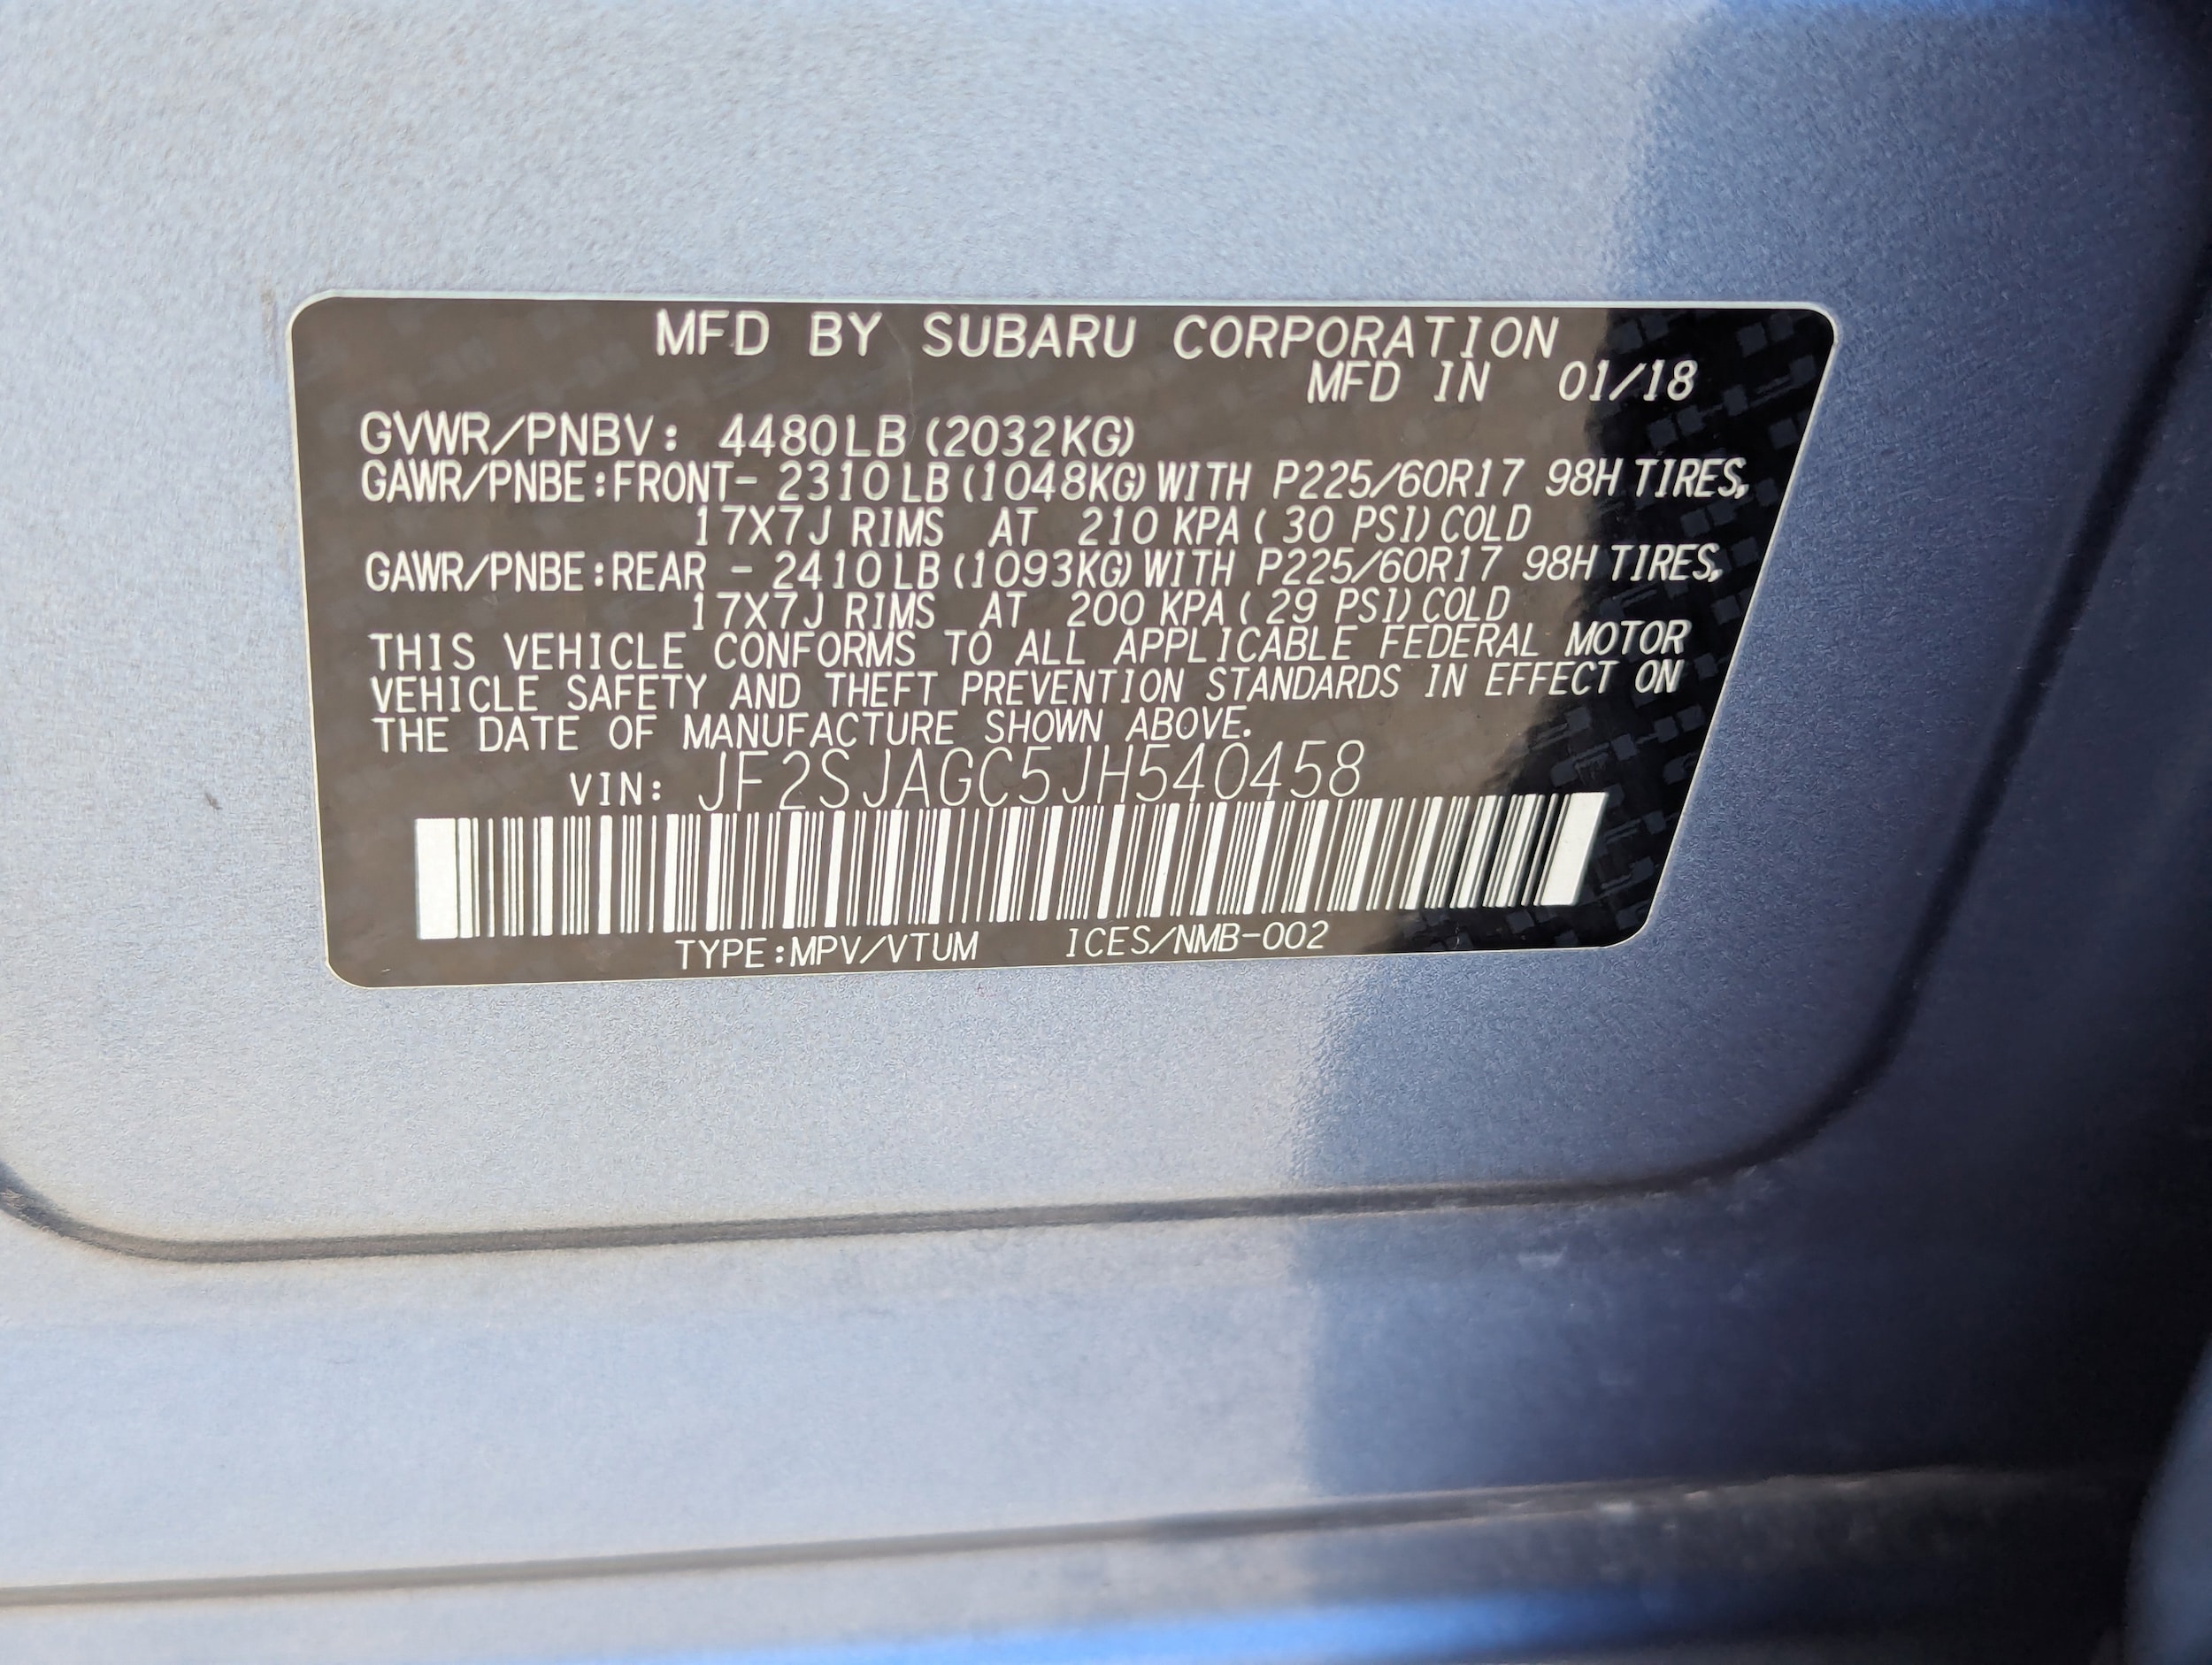 MFD BY SUBARU CORPORATION
MFD IN 01/18
GVWR/PNBV: 4480LB (2032KG)
GAWR/PNBE:FRONT- 2310LB (1048KG) WITH P225/60R17 98H TIRES,
17X7J RIMS AT 210 KPA ( 30 PSI) COLD
GAWR/PNBE:REAR - 2410LB (1093KG) WITH P225/60R17 98H TIRES,
17X7J RIMS AT 200 KPA ( 29 PSI) COLD
THIS VEHICLE CONFORMS TO ALL APPLICABLE FEDERAL MOTOR
VEHICLE SAFETY AND THEFT PREVENTION STANDARDS IN EFFECT ON
THE DATE OF MANUFACTURE SHOWN ABOVE.
VIN: JF2SJAGC5JH540458
TYPE:MPV/VTUM ICES/NMB-002